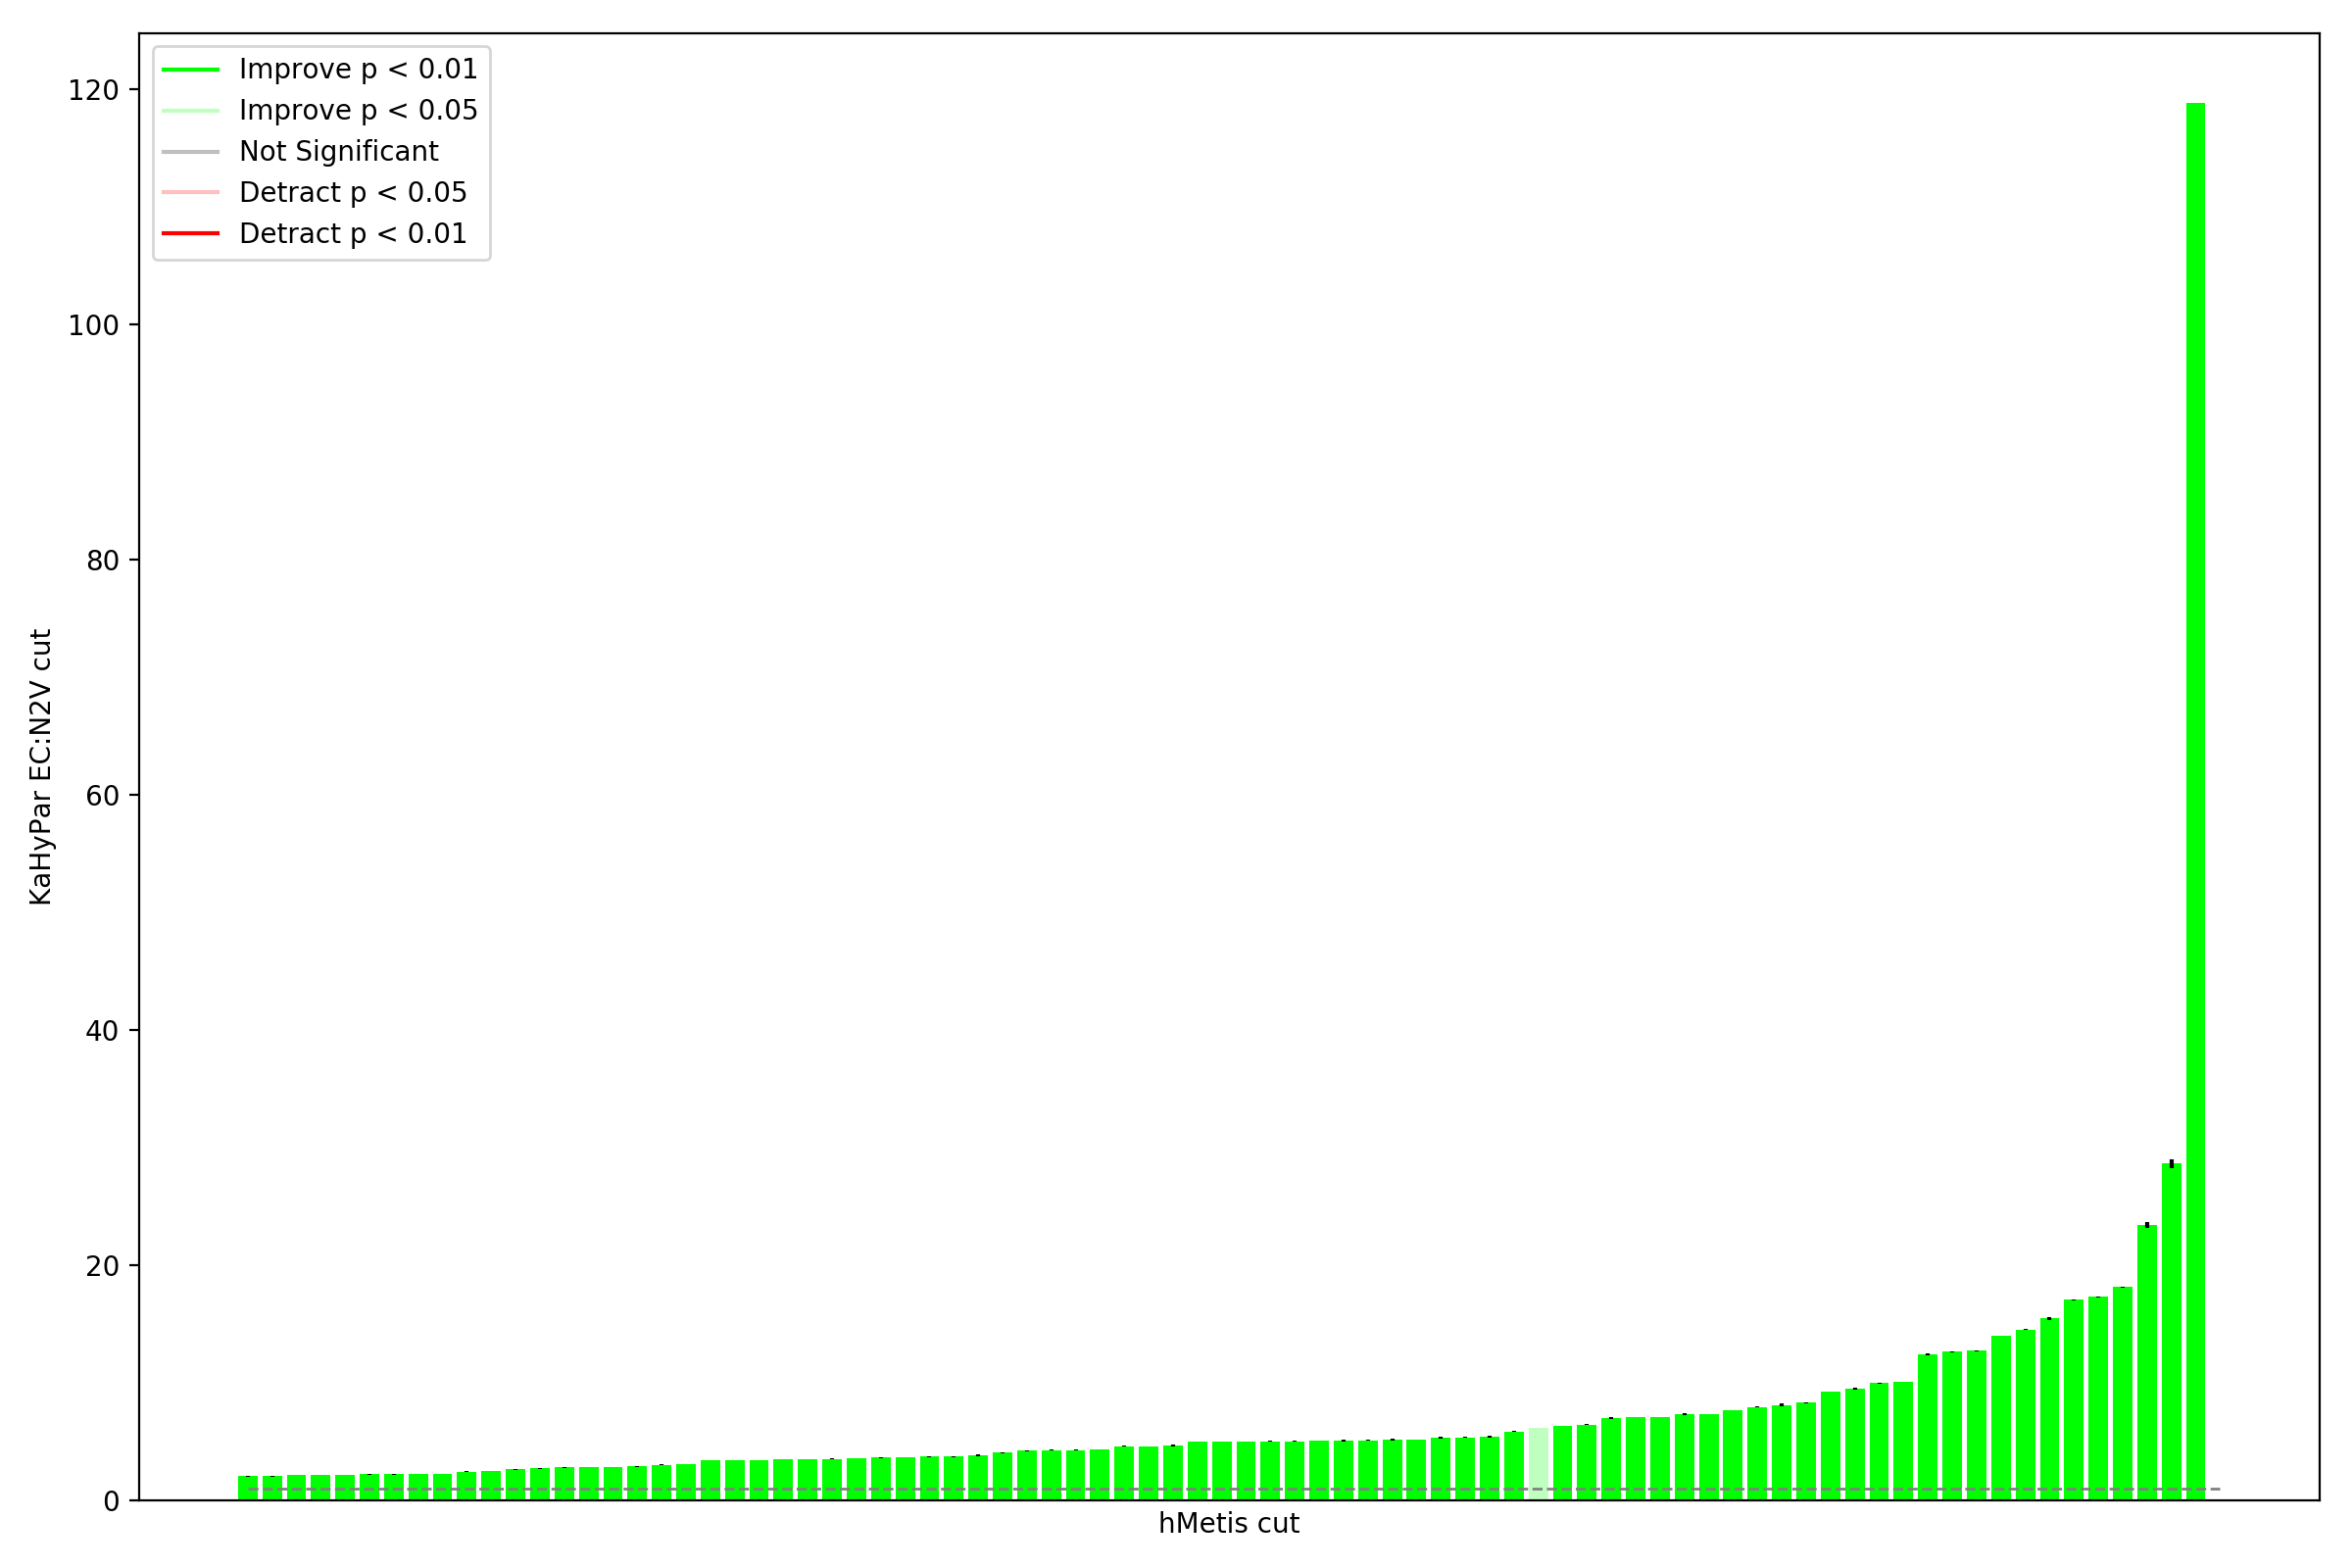 Improve p < 0.01
Improve p < 0.05
Not Significant
Detract p < 0.05
Detract p < 0.01
120
100
80
60
40
20
0
KaHyPar EC:N2V cut
hMetis cut